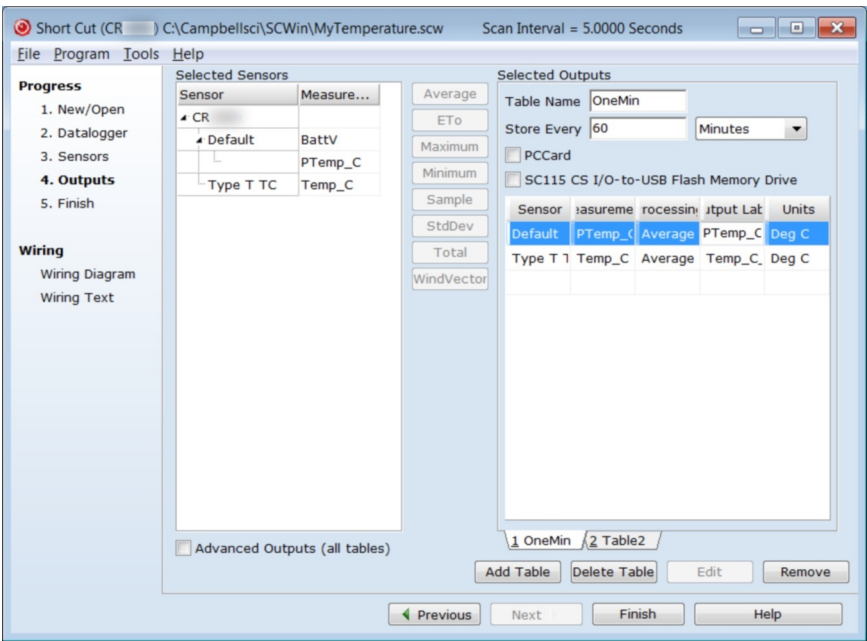 Short Cut (CR ) C:\Campbellsci\SCWin\MyTemperature.scw Scan Interval = 5.0000 Seconds
File Program Tools Help
Progress
1. New/Open
2. Datalogger
3. Sensors
4. Outputs
5. Finish
Wiring
Wiring Diagram
Wiring Text
Selected Sensors
Sensor Measure...
CR
Default BattV
PTemp_C
Type T TC Temp_C
Advanced Outputs (all tables)
Average
ETo
Maximum
Minimum
Sample
StdDev
Total
WindVector
Selected Outputs
Table Name OneMin
Store Every 60 Minutes
PCCard
SC115 CS I/O-to-USB Flash Memory Drive
Sensor easureme rocessing utput Lab Units
Default PTemp_C Average PTemp_C Deg C
Type T T Temp_C Average Temp_C_ Deg C
1 OneMin 2 Table2
Add Table Delete Table Edit Remove
Previous Next Finish Help